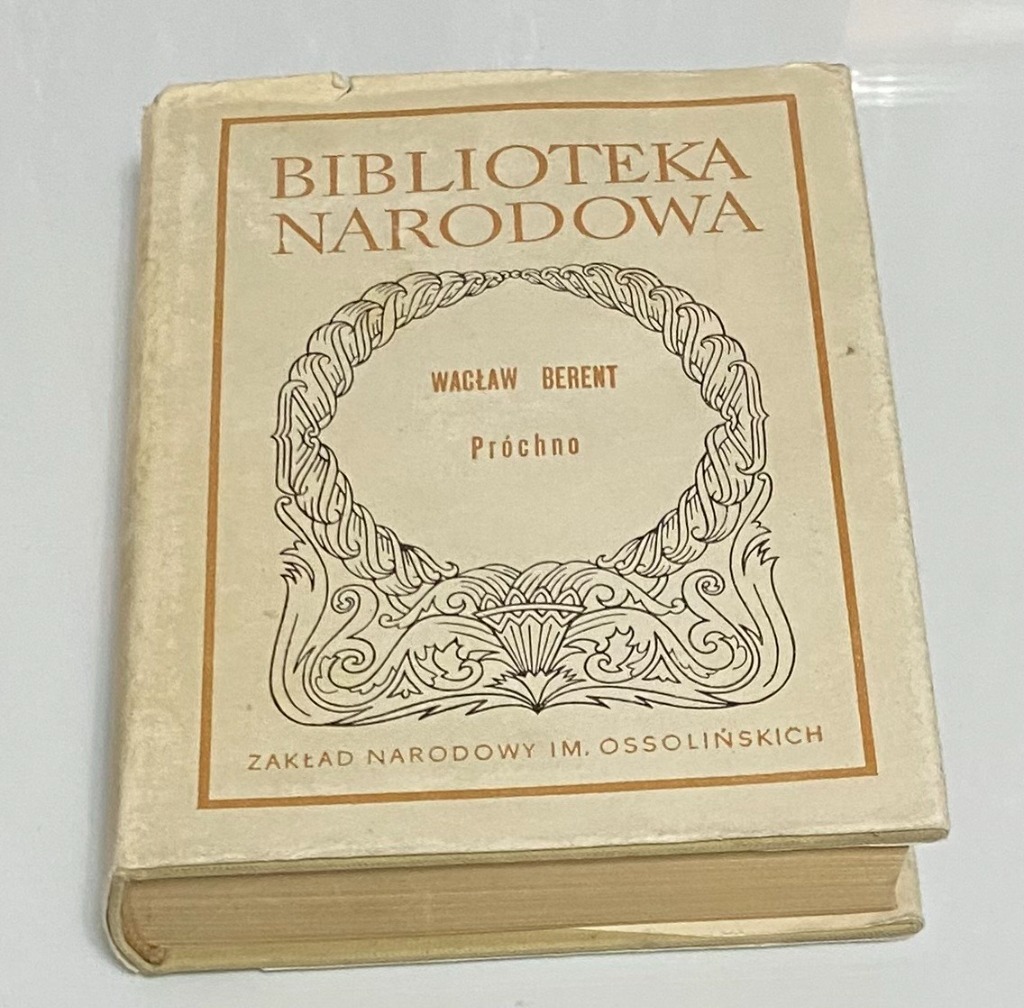 BIBLIOTEKA
NARODOWA
WACŁAW BERENT
Próchno
ZAKŁAD NARODOWY IM. OSSOLIŃSKICH